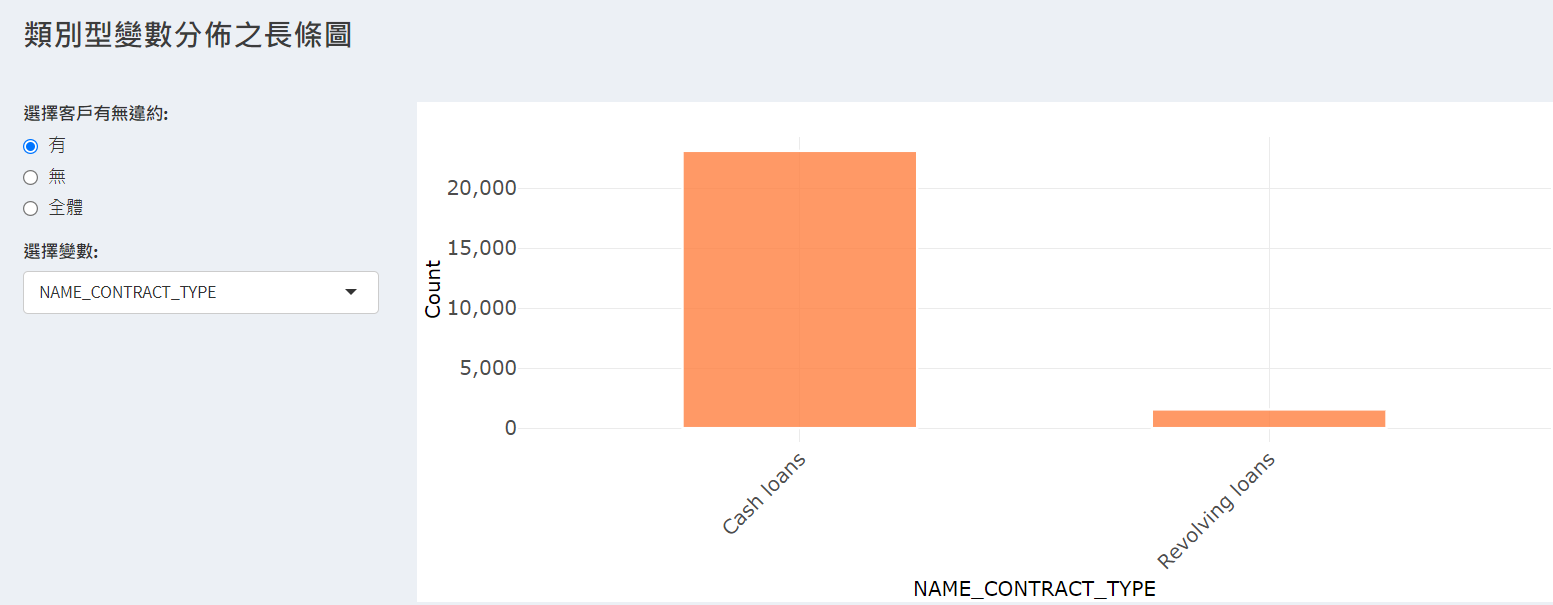 類別型變數分佈之長條圖
選擇客戶有無違約:
有
無
全體
選擇變數:
NAME_CONTRACT_TYPE
20,000
15,000
10,000
5,000
0
Count
Cash loans
Revolving loans
NAME_CONTRACT_TYPE